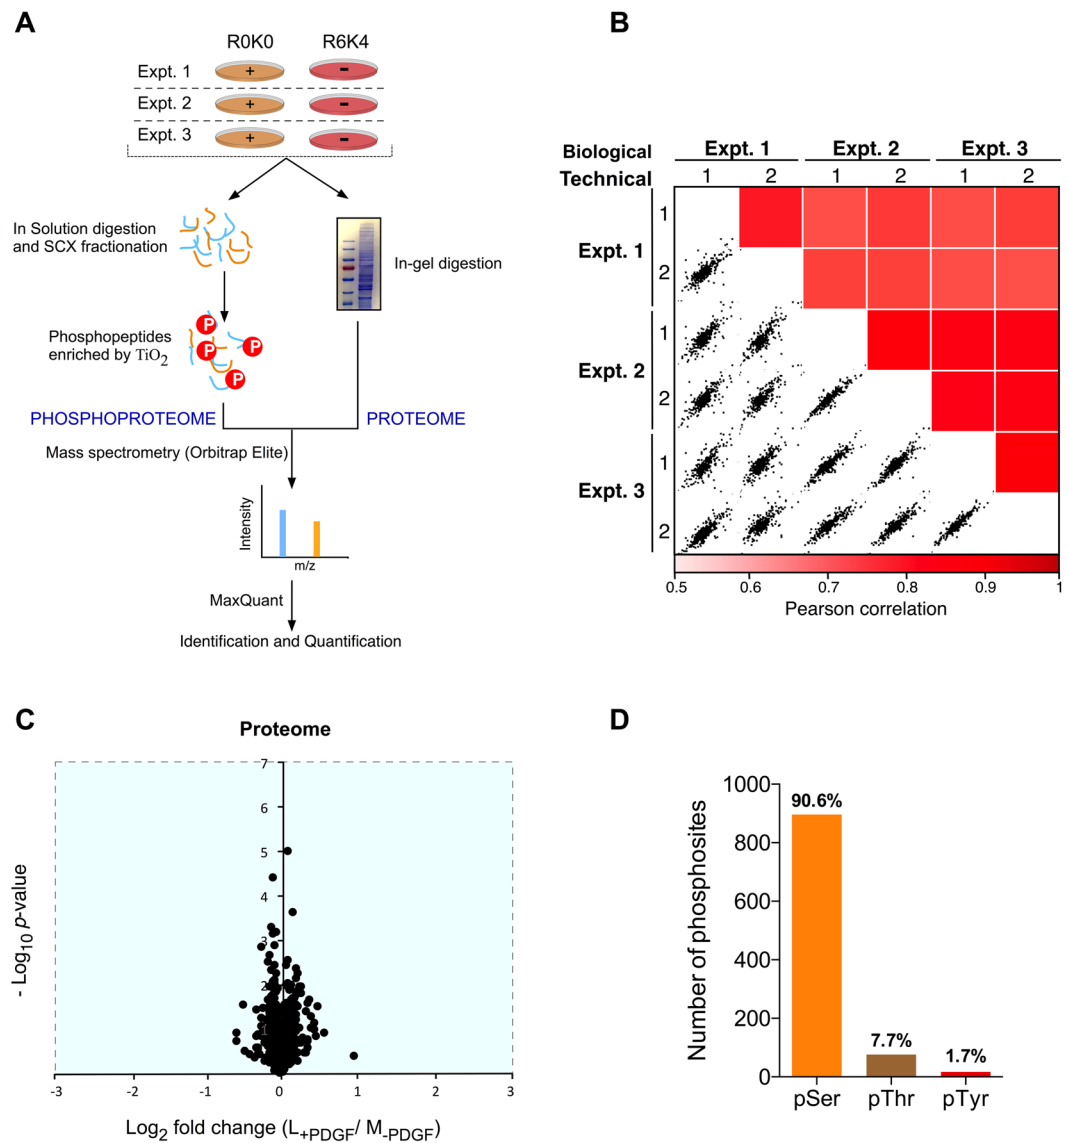 A
R0K0 R6K4
Expt. 1 + -
Expt. 2 + -
Expt. 3 + -
In Solution digestion
and SCX fractionation
In-gel digestion
Phosphopeptides
enriched by TiO2
P
P
P
P
PHOSPHOPROTEOME
PROTEOME
Mass spectrometry (Orbitrap Elite)
Intensity
m/z
MaxQuant
Identification and Quantification
B
Biological Expt. 1 Expt. 2 Expt. 3
Technical 1 2 1 2 1 2
Expt. 1
1
2
Expt. 2
1
2
Expt. 3
1
2
0.5 0.6 0.7 0.8 0.9 1
Pearson correlation
C
Proteome
- Log10 p-value
7
6
5
4
3
2
-3 -2 -1 0 1 2 3
Log2 fold change (L+PDGF/ M-PDGF)
D
Number of phosphosites
1000
800
600
400
200
0
90.6%
7.7%
1.7%
pSer pThr pTyr